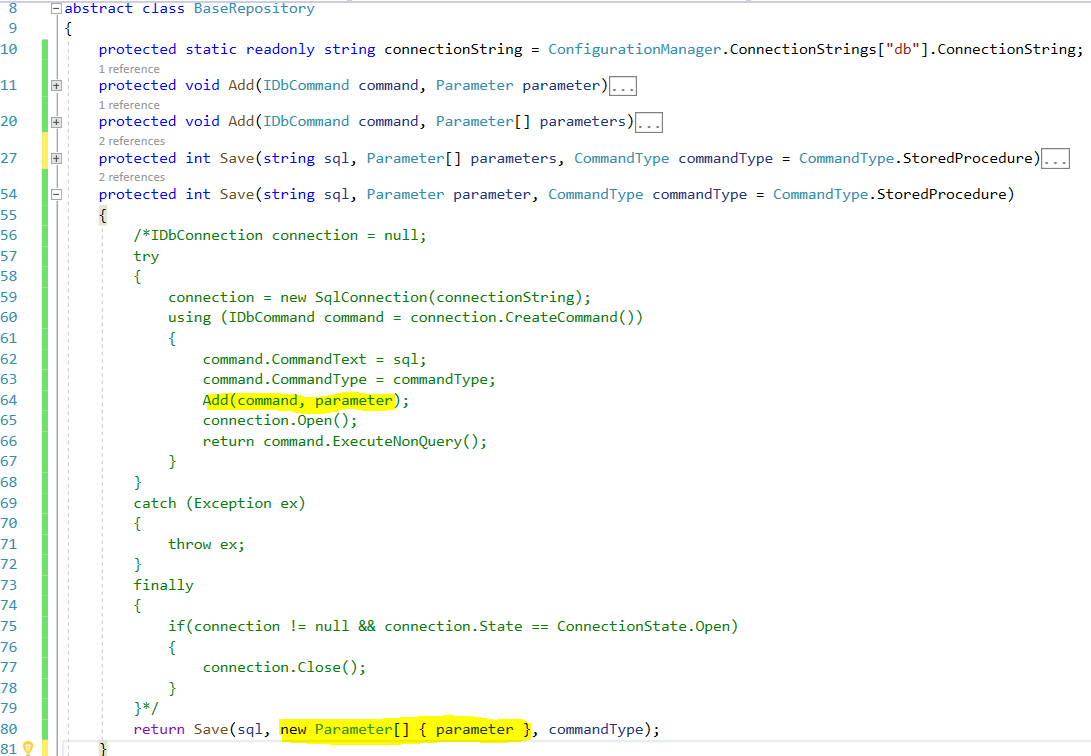 8 abstract class BaseRepository
9 {
10 protected static readonly string connectionString = ConfigurationManager.ConnectionStrings["db"].ConnectionString;
1 reference
11 protected void Add(IDbCommand command, Parameter parameter)...
1 reference
20 protected void Add(IDbCommand command, Parameter[] parameters)...
2 references
27 protected int Save(string sql, Parameter[] parameters, CommandType commandType = CommandType.StoredProcedure)...
2 references
54 protected int Save(string sql, Parameter parameter, CommandType commandType = CommandType.StoredProcedure)
55 {
56 /*IDbConnection connection = null;
57 try
58 {
59 connection = new SqlConnection(connectionString);
60 using (IDbCommand command = connection.CreateCommand())
61 {
62 command.CommandText = sql;
63 command.CommandType = commandType;
64 Add(command, parameter);
65 connection.Open();
66 return command.ExecuteNonQuery();
67 }
68 }
69 catch (Exception ex)
70 {
71 throw ex;
72 }
73 finally
74 {
75 if(connection != null && connection.State == ConnectionState.Open)
76 {
77 connection.Close();
78 }
79 }*/
80 return Save(sql, new Parameter[] { parameter }, commandType);
81 }